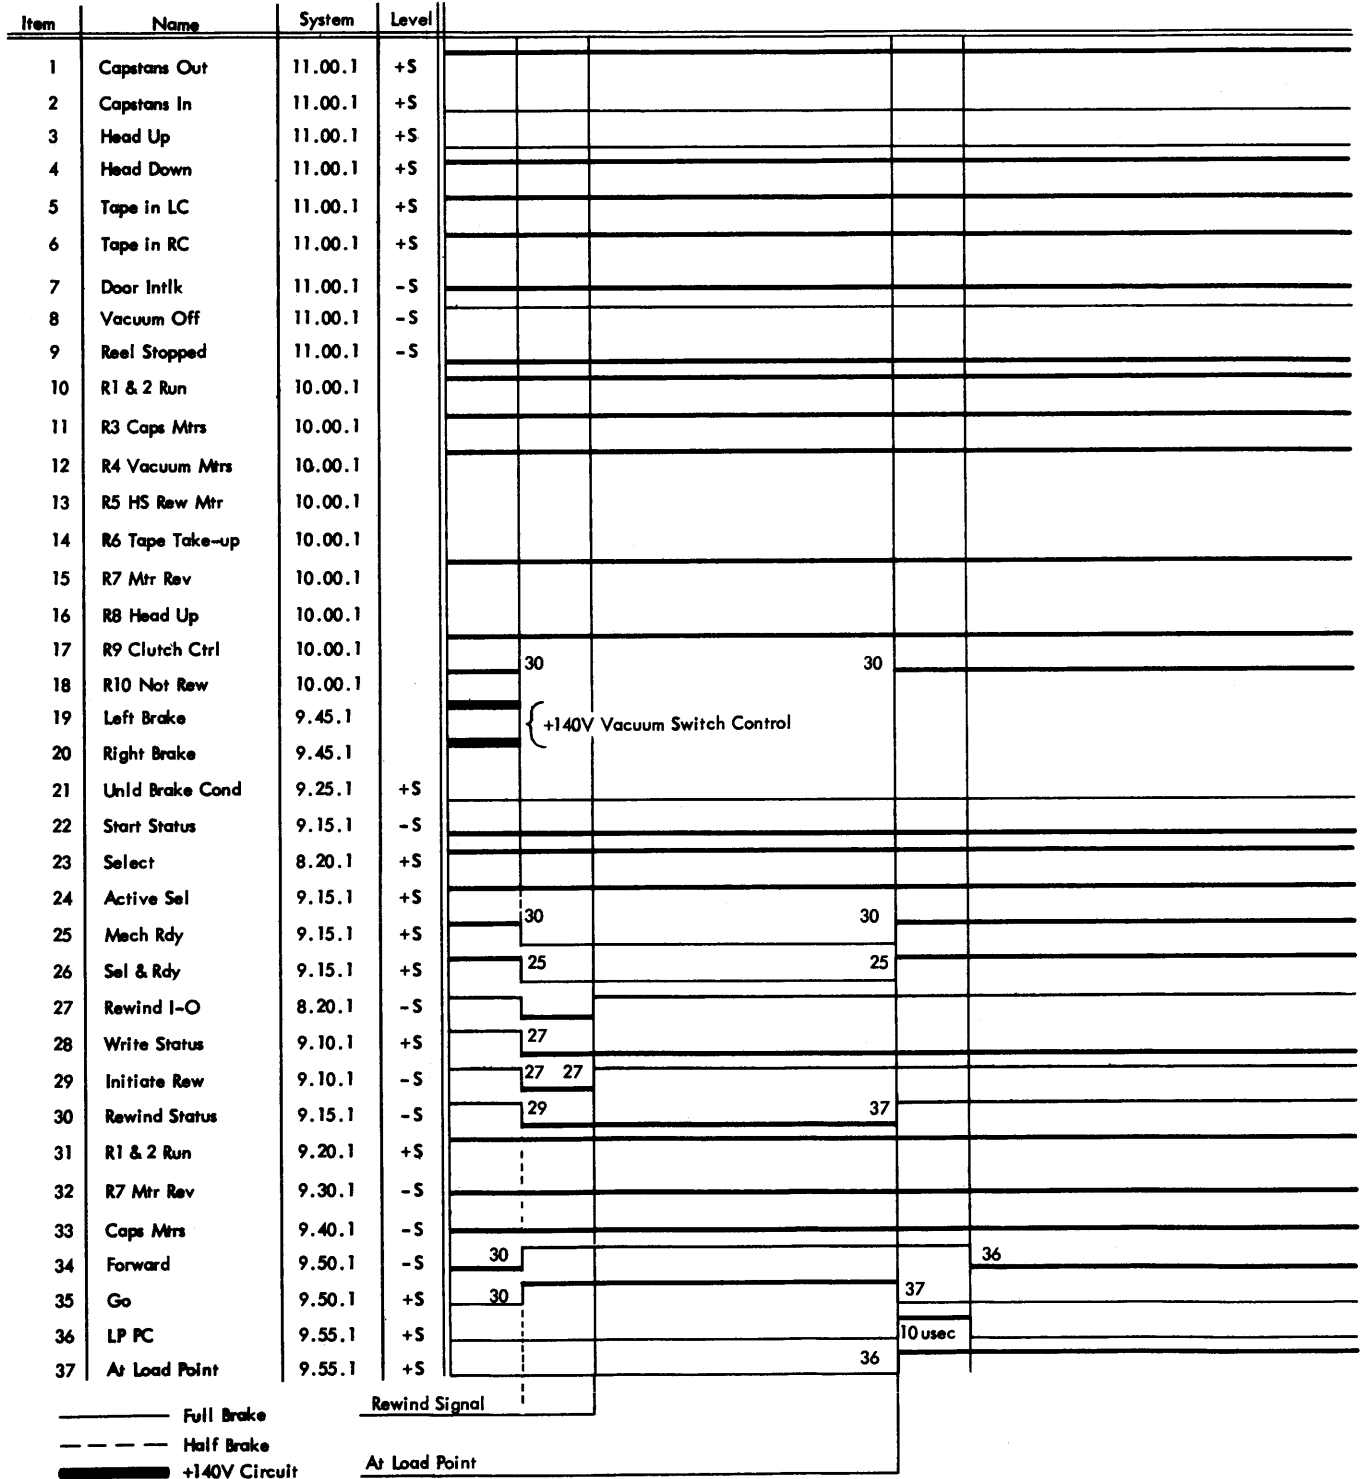 Item Name System Level
1 Capstans Out 11.00.1 +S
2 Capstans In 11.00.1 +S
3 Head Up 11.00.1 +S
4 Head Down 11.00.1 +S
5 Tape in LC 11.00.1 +S
6 Tape in RC 11.00.1 +S
7 Door Intlk 11.00.1 -S
8 Vacuum Off 11.00.1 -S
9 Reel Stopped 11.00.1 -S
10 R1 & 2 Run 10.00.1
11 R3 Caps Mtrs 10.00.1
12 R4 Vacuum Mtrs 10.00.1
13 R5 HS Rew Mtr 10.00.1
14 R6 Tape Take-up 10.00.1
15 R7 Mtr Rev 10.00.1
16 R8 Head Up 10.00.1
17 R9 Clutch Ctrl 10.00.1
30 30
18 R10 Not Rew 10.00.1
19 Left Brake 9.45.1
+140V Vacuum Switch Control
20 Right Brake 9.45.1
21 Unld Brake Cond 9.25.1 +S
22 Start Status 9.15.1 -S
23 Select 8.20.1 +S
24 Active Sel 9.15.1 +S
30 30
25 Mech Rdy 9.15.1 +S
26 Sel & Rdy 9.15.1 +S 25 25
27 Rewind I-O 8.20.1 -S
28 Write Status 9.10.1 +S 27
29 Initiate Rew 9.10.1 -S 27 27
30 Rewind Status 9.15.1 -S 29 37
31 R1 & 2 Run 9.20.1 +S
32 R7 Mtr Rev 9.30.1 -S
33 Caps Mtrs 9.40.1 -S
34 Forward 9.50.1 -S 30 36
35 Go 9.50.1 +S 30 37
36 LP PC 9.55.1 +S 10 usec
37 At Load Point 9.55.1 +S 36
Rewind Signal
Full Brake
Half Brake
+140V Circuit
At Load Point